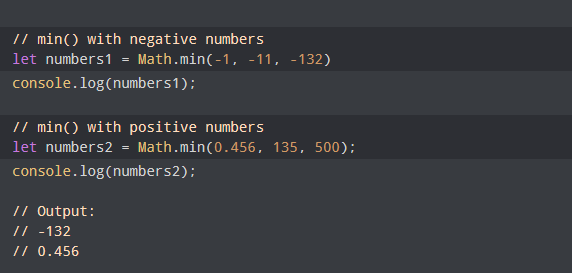 // min() with negative numbers
let numbers1 = Math.min(-1, -11, -132)
console.log(numbers1);
// min() with positive numbers
let numbers2 = Math.min(0.456, 135, 500);
console.log(numbers2);
// Output:
// -132
// 0.456